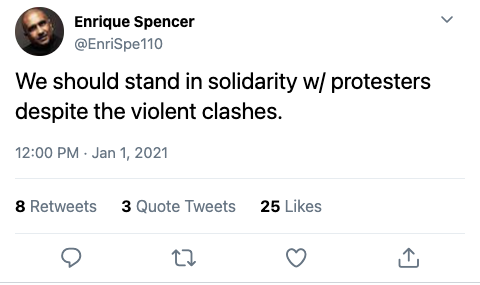 Enrique Spencer
@EnriSpe110
We should stand in solidarity w/ protesters
despite the violent clashes.
12:00 PM · Jan 1, 2021
8 Retweets 3 Quote Tweets 25 Likes